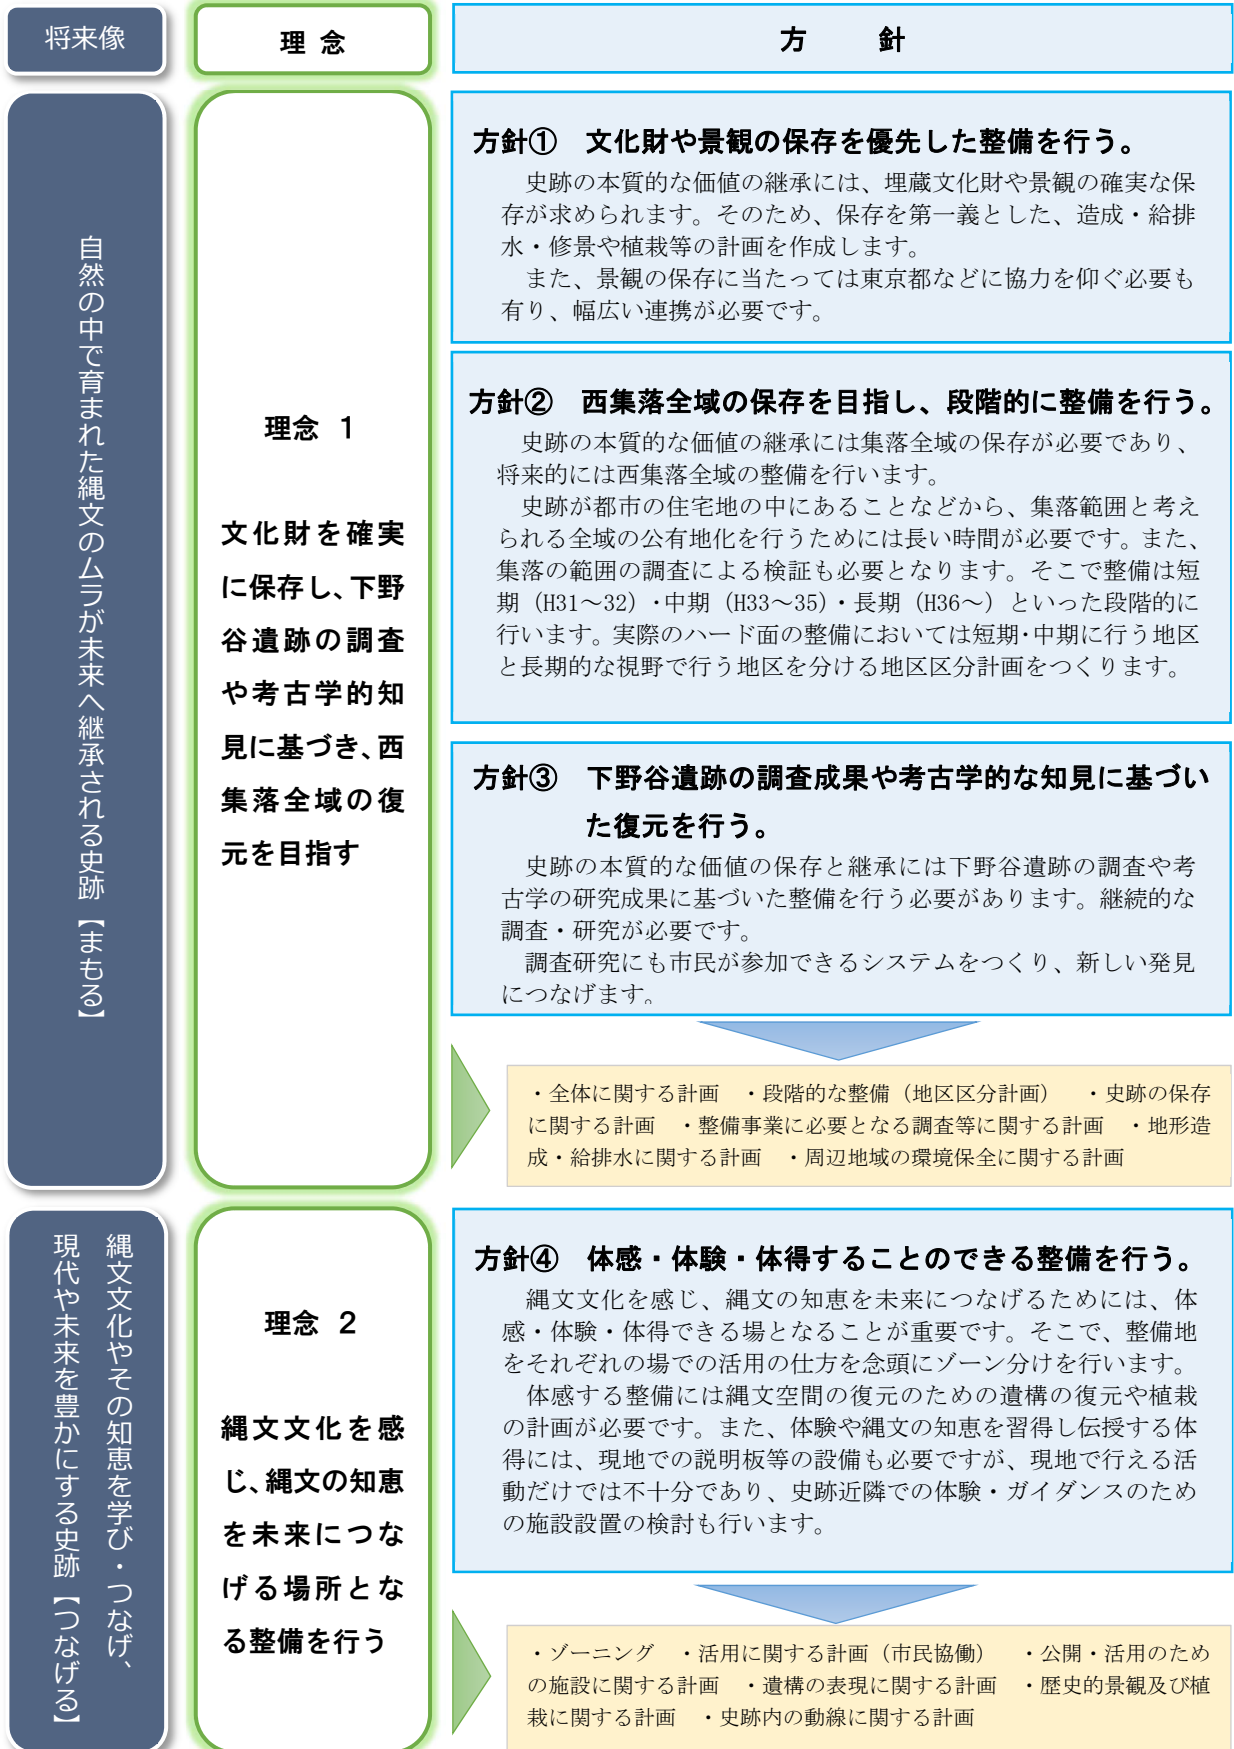 将来像
理 念
方　　針
自然の中で育まれた縄文のムラが未来へ継承される史跡【まもる】
理念 1
文化財を確実
に保存し、下野
谷遺跡の調査
や考古学的知
見に基づき、西
集落全域の復
元を目指す
方針①　文化財や景観の保存を優先した整備を行う。
史跡の本質的な価値の継承には、埋蔵文化財や景観の確実な保
存が求められます。そのため、保存を第一義とした、造成・給排
水・修景や植栽等の計画を作成します。
また、景観の保存に当たっては東京都などに協力を仰ぐ必要も
有り、幅広い連携が必要です。
方針②　西集落全域の保存を目指し、段階的に整備を行う。
史跡の本質的な価値の継承には集落全域の保存が必要であり、
将来的には西集落全域の整備を行います。
史跡が都市の住宅地の中にあることなどから、集落範囲と考え
られる全域の公有地化を行うためには長い時間が必要です。また、
集落の範囲の調査による検証も必要となります。そこで整備は短
期（H31～32）・中期（H33～35）・長期（H36～）といった段階的に
行います。実際のハード面の整備においては短期・中期に行う地区
と長期的な視野で行う地区を分ける地区区分計画をつくります。
方針③　下野谷遺跡の調査成果や考古学的な知見に基づい
た復元を行う。
史跡の本質的な価値の保存と継承には下野谷遺跡の調査や考
古学の研究成果に基づいた整備を行う必要があります。継続的な
調査・研究が必要です。
調査研究にも市民が参加できるシステムをつくり、新しい発見
につなげます。
・全体に関する計画　・段階的な整備（地区区分計画）　・史跡の保存
に関する計画　・整備事業に必要となる調査等に関する計画　・地形造
成・給排水に関する計画　・周辺地域の環境保全に関する計画
縄文文化やその知恵を学び・つなげ、
現代や未来を豊かにする史跡【つなげる】
理念 2
縄文文化を感
じ、縄文の知恵
を未来につな
げる場所とな
る整備を行う
方針④　体感・体験・体得することのできる整備を行う。
縄文文化を感じ、縄文の知恵を未来につなげるためには、体
感・体験・体得できる場となることが重要です。そこで、整備地
をそれぞれの場での活用の仕方を念頭にゾーン分けを行います。
体感する整備には縄文空間の復元のための遺構の復元や植栽
の計画が必要です。また、体験や縄文の知恵を習得し伝授する体
得には、現地での説明板等の設備も必要ですが、現地で行える活
動だけでは不十分であり、史跡近隣での体験・ガイダンスのため
の施設設置の検討も行います。
・ゾーニング　・活用に関する計画（市民協働）　・公開・活用のため
の施設に関する計画　・遺構の表現に関する計画　・歴史的景観及び植
栽に関する計画　・史跡内の動線に関する計画